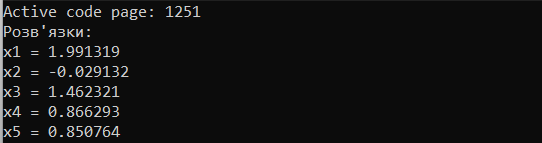 Active code page: 1251
Розв'язки:
x1 = 1.991319
x2 = -0.029132
x3 = 1.462321
x4 = 0.866293
x5 = 0.850764